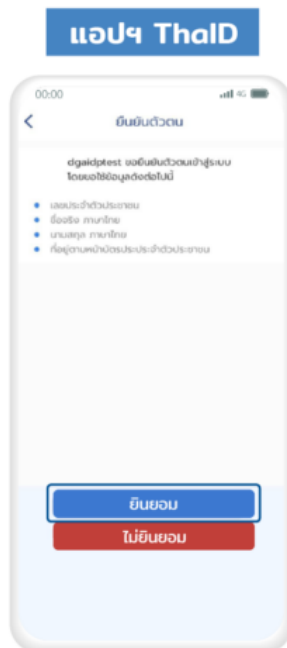 แอปฯ ThaID
00:00
4G
ยืนยันตัวตน
dgaidptest ขอยืนยันตัวตนเข้าสู่ระบบ
โดยขอใช้ข้อมูลดังต่อไปนี้
เลขประจำตัวประชาชน
ชื่อจริง ภาษาไทย
นามสกุล ภาษาไทย
ที่อยู่ตามหน้าบัตรประประจำตัวประชาชน
ยินยอม
ไม่ยินยอม